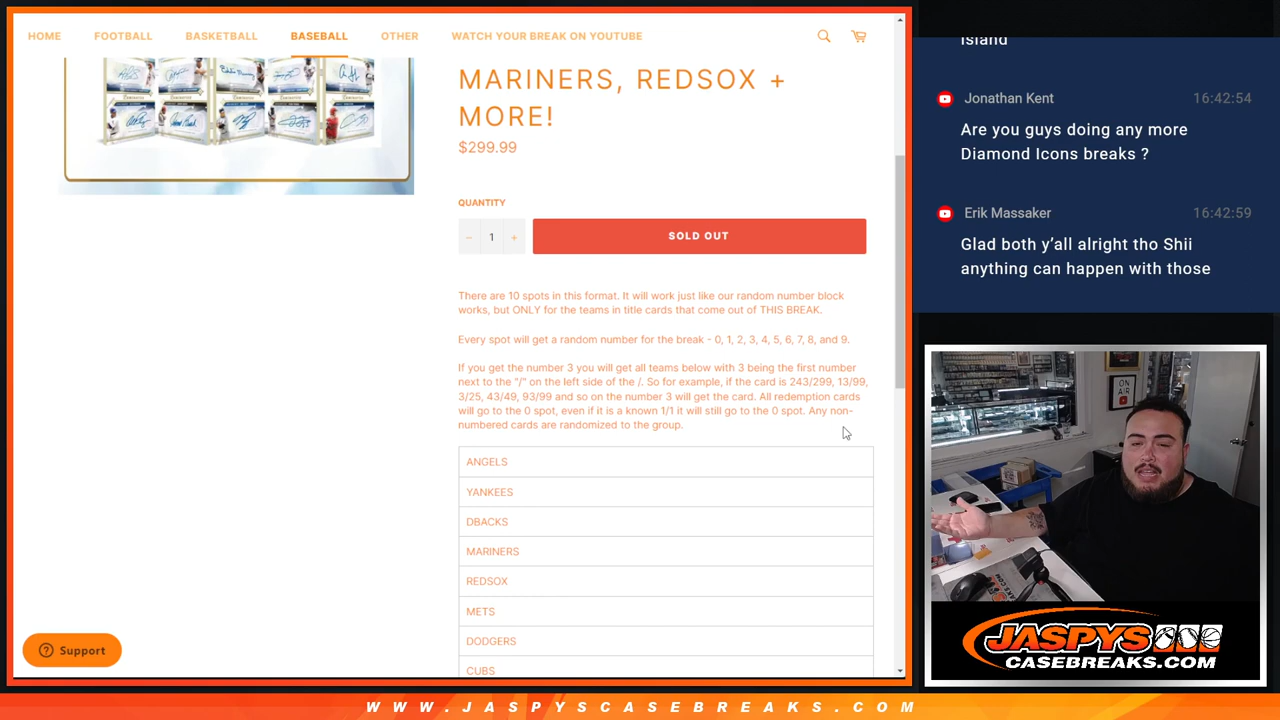 HOME FOOTBALL BASKETBALL BASEBALL OTHER WATCH YOUR BREAK ON YOUTUBE
MARINERS, REDSOX +
MORE!
$299.99
QUANTITY
− 1 + SOLD OUT
There are 10 spots in this format. It will work just like our random number block
works, but ONLY for the teams in title cards that come out of THIS BREAK.
Every spot will get a random number for the break - 0, 1, 2, 3, 4, 5, 6, 7, 8, and 9.
If you get the number 3 you will get all teams below with 3 being the first number
next to the "/" on the left side of the /. So for example, if the card is 243/299, 13/99,
3/25, 43/49, 93/99 and so on the number 3 will get the card. All redemption cards
will go to the 0 spot, even if it is a known 1/1 it will still go to the 0 spot. Any non-
numbered cards are randomized to the group.
ANGELS
YANKEES
DBACKS
MARINERS
REDSOX
METS
DODGERS
CUBS
Support
island
Jonathan Kent 16:42:54
Are you guys doing any more
Diamond Icons breaks ?
Erik Massaker 16:42:59
Glad both y'all alright tho Shii
anything can happen with those
ON AIR
JASPYS
CASEBREAKS.COM
WWW.JASPYSCASEBREAKS.COM